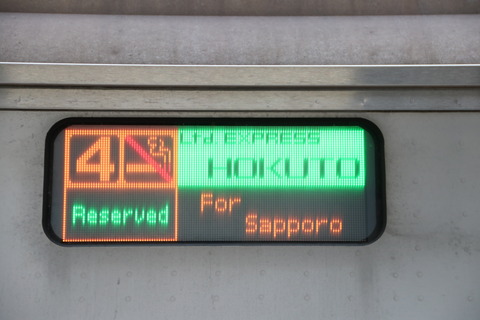 4
Reserved
Ltd. EXPRESS
HOKUTO
For
Sapporo